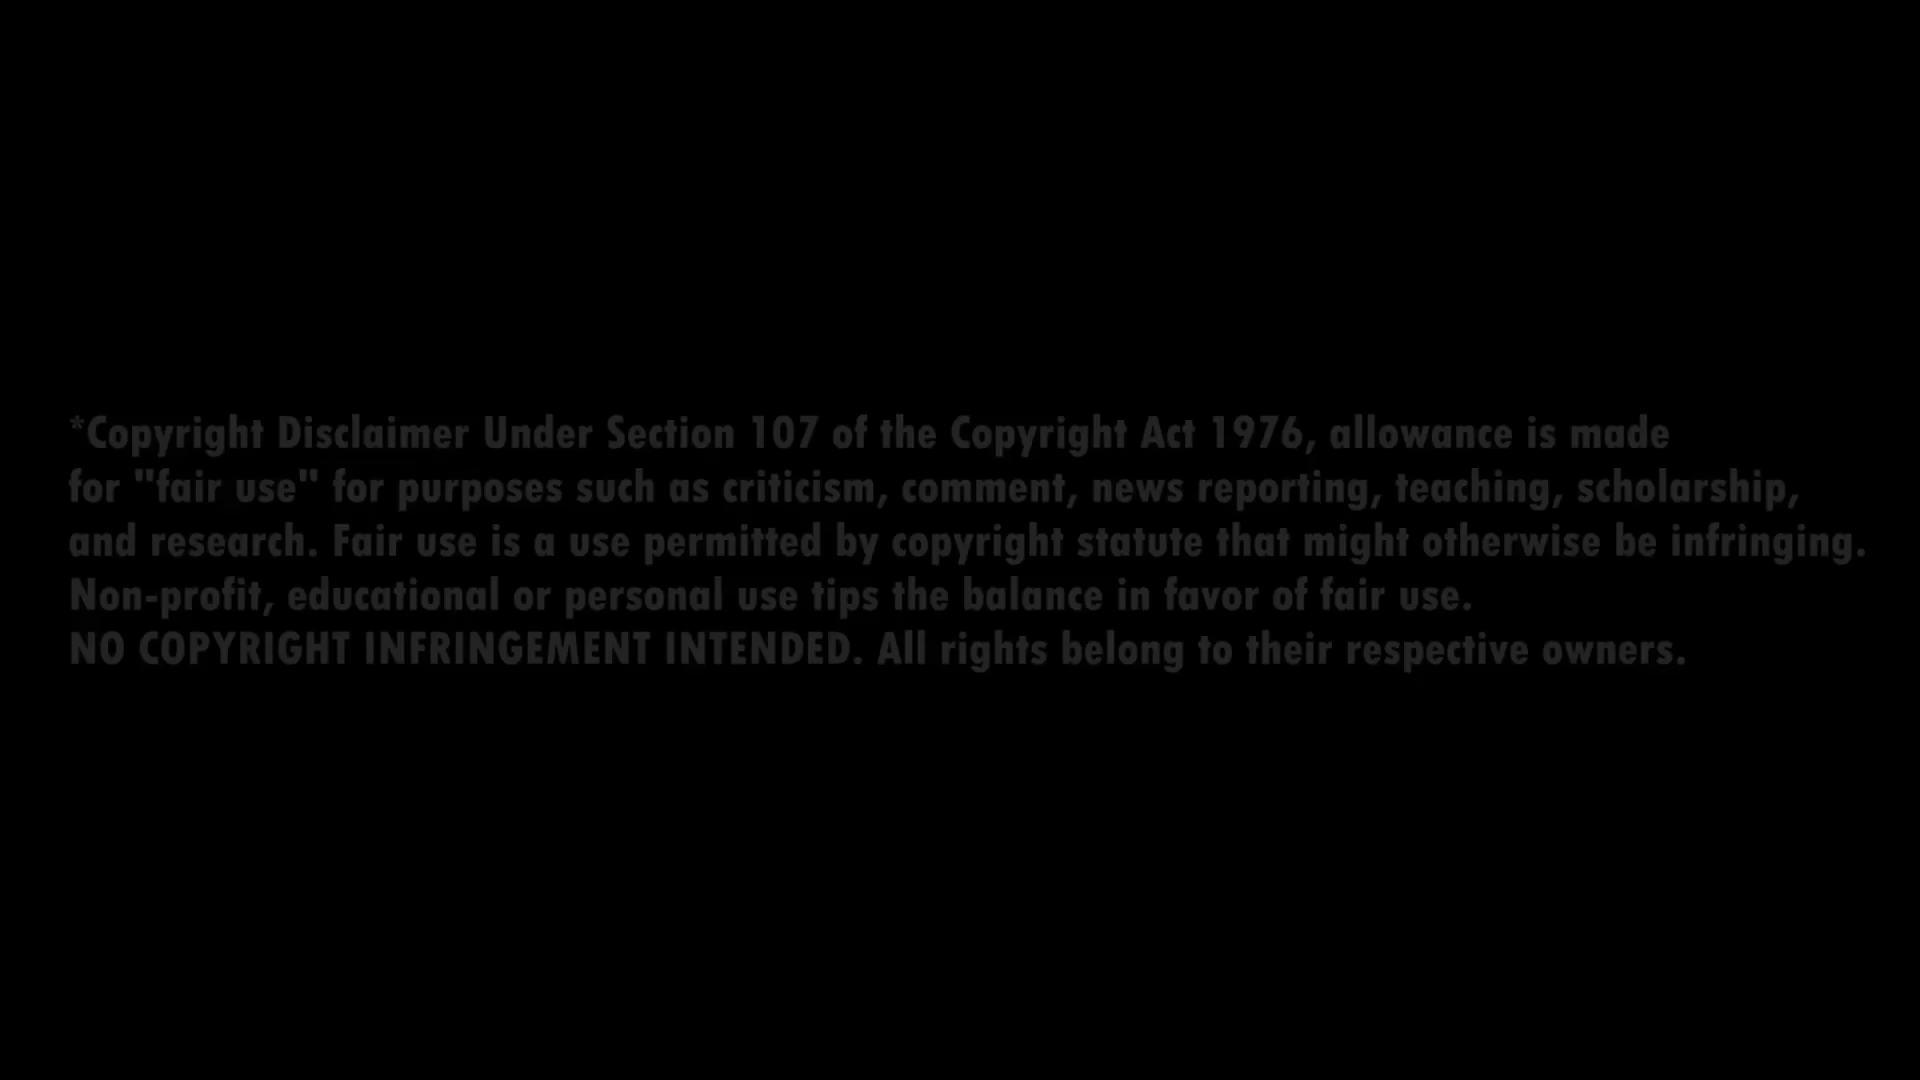 *Copyright Disclaimer Under Section 107 of the Copyright Act 1976, allowance is made
for "fair use" for purposes such as criticism, comment, news reporting, teaching, scholarship,
and research. Fair use is a use permitted by copyright statute that might otherwise be infringing.
Non-profit, educational or personal use tips the balance in favor of fair use.
NO COPYRIGHT INFRINGEMENT INTENDED. All rights belong to their respective owners.